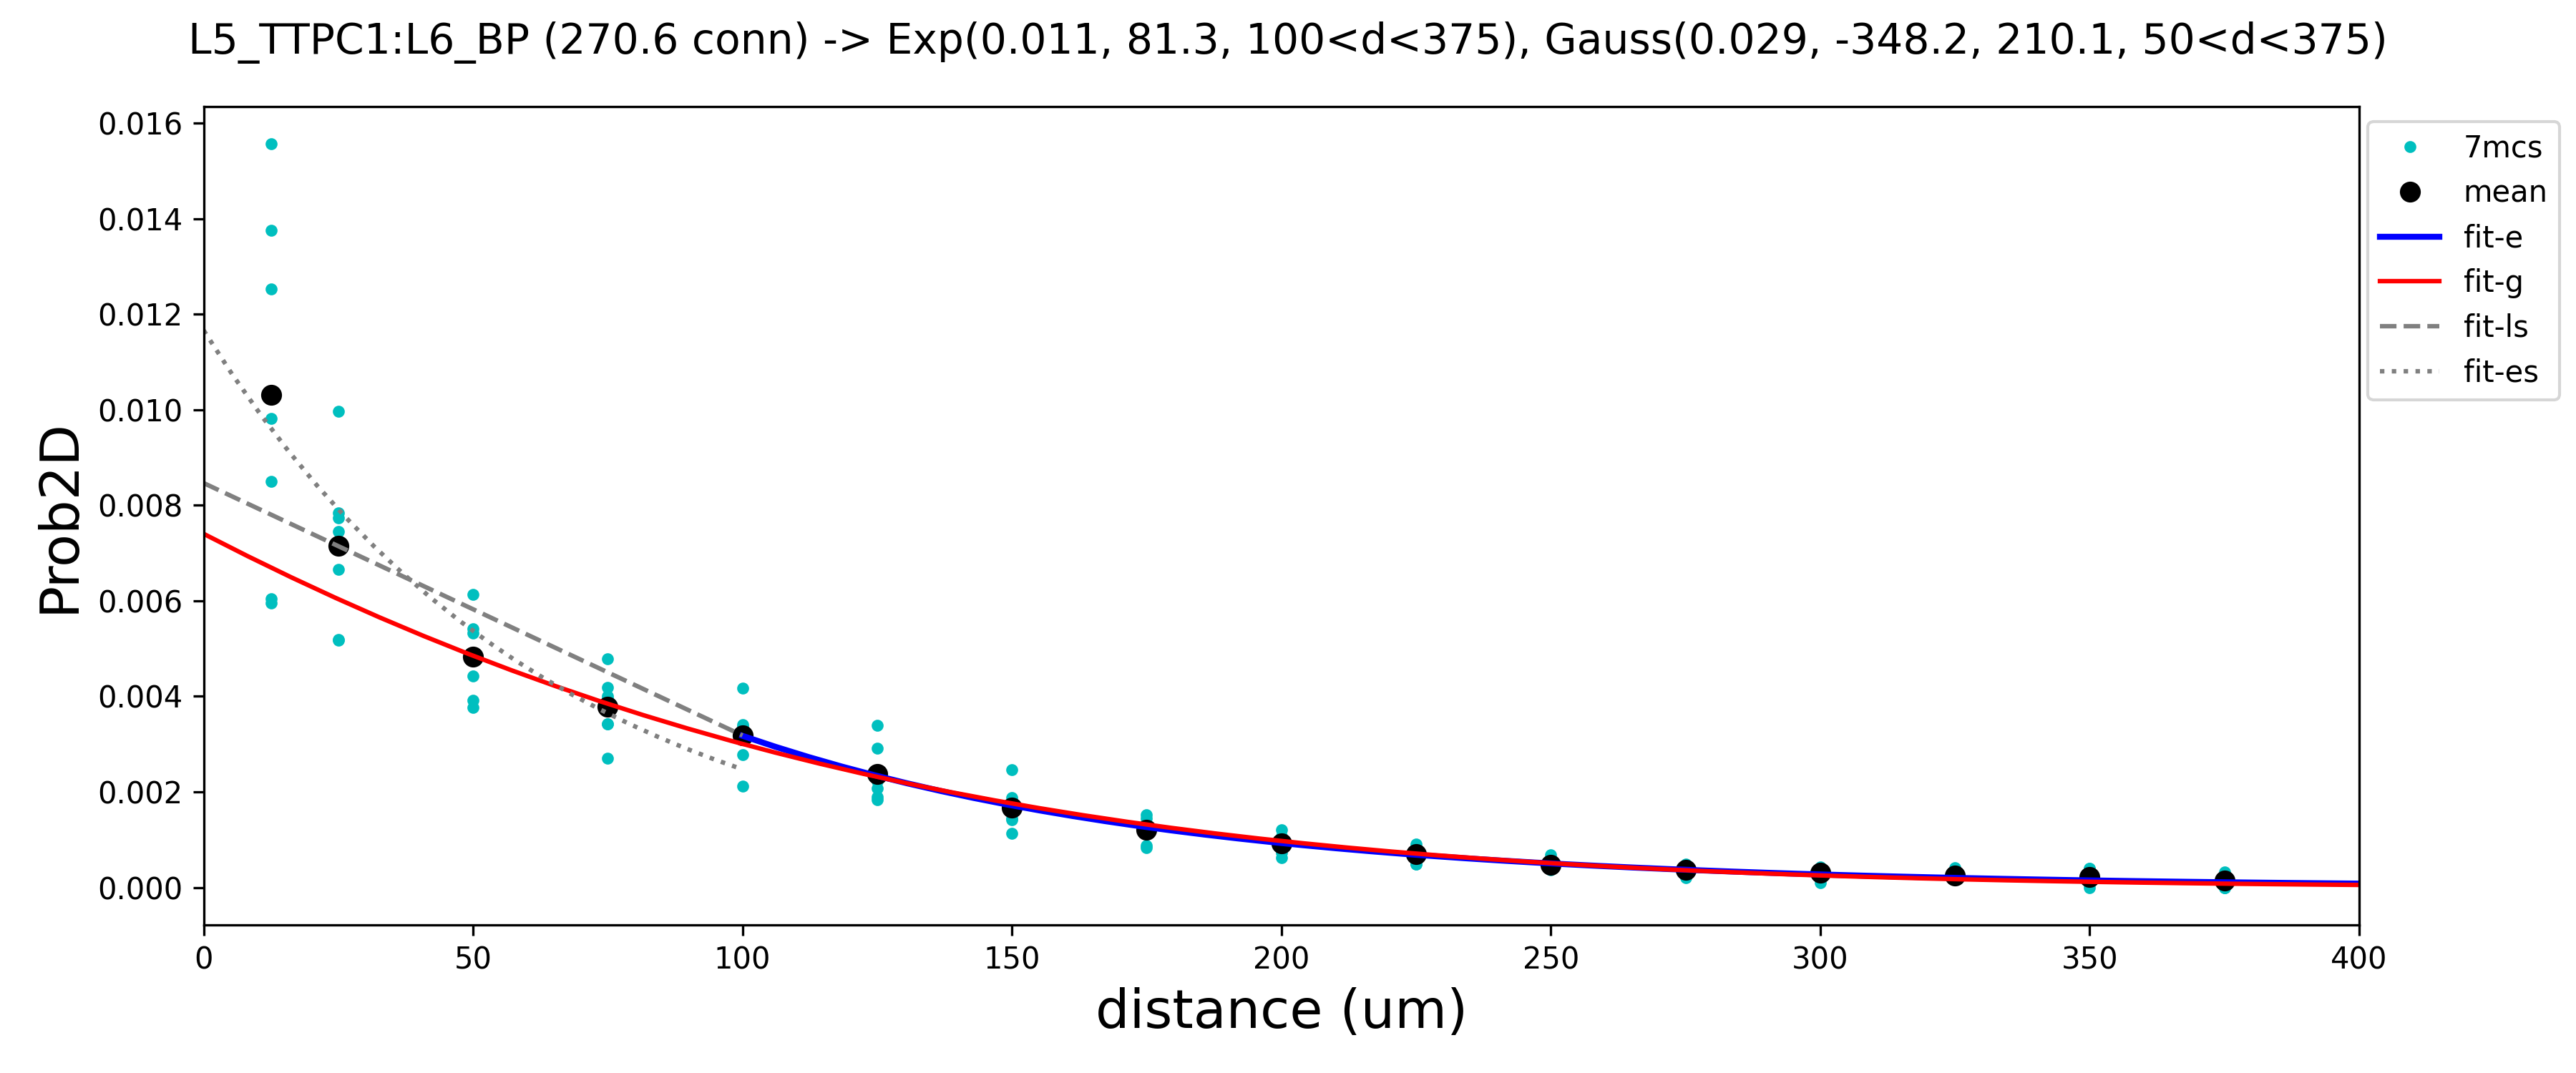 L5_TTPC1:L6_BP (270.6 conn) -> Exp(0.011, 81.3, 100<d<375), Gauss(0.029, -348.2, 210.1, 50<d<375)
0.016
0.014
0.012
0.010
0.008
0.006
0.004
0.002
0.000
Prob2D
0 50 100 150 200 250 300 350 400
distance (um)
7mcs
mean
fit-e
fit-g
fit-ls
fit-es